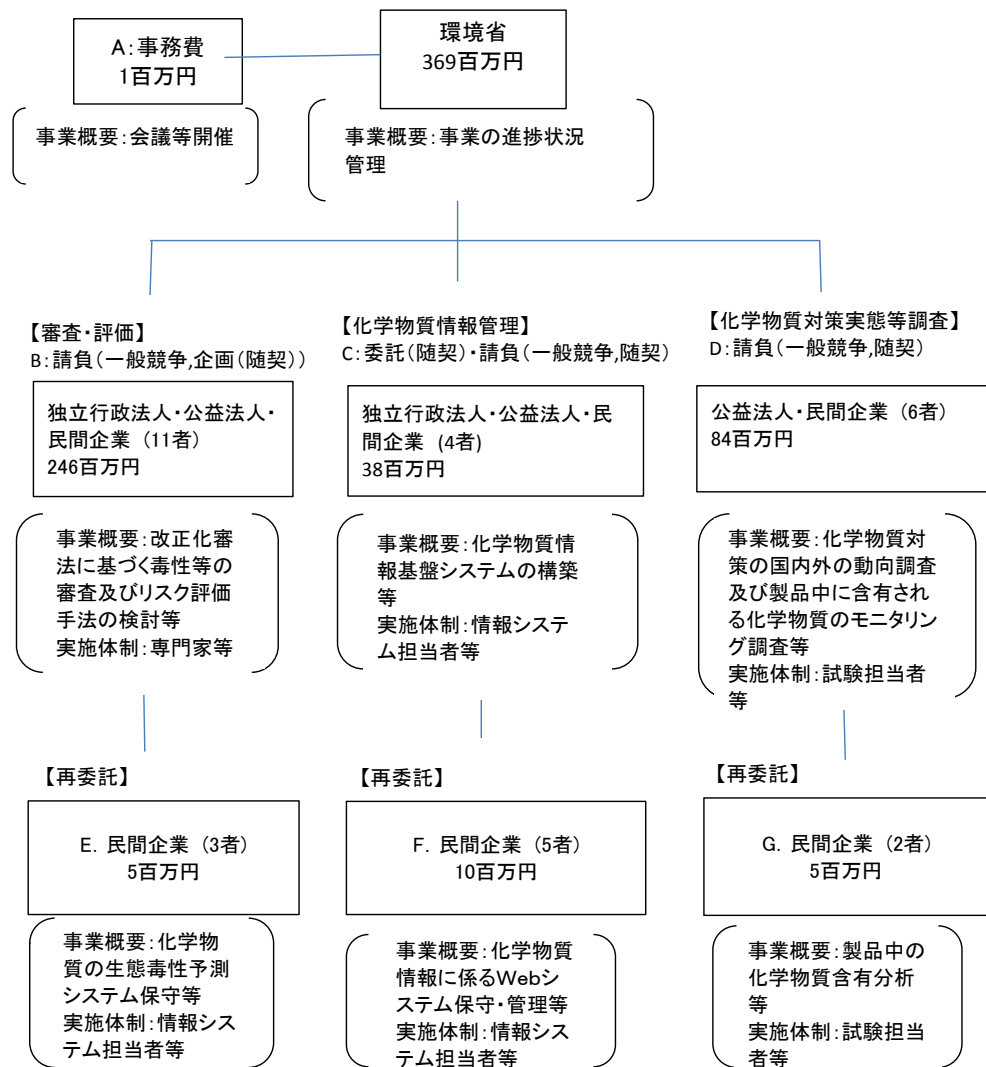 A:事務費
1百万円
環境省
369百万円
事業概要:会議等開催
事業概要:事業の進捗状況
管理
【審査・評価】
B:請負(一般競争,企画(随契))
独立行政法人・公益法人・
民間企業 (11者)
246百万円
事業概要:改正化審
法に基づく毒性等の
審査及びリスク評価
手法の検討等
実施体制:専門家等
【化学物質情報管理】
C:委託(随契)・請負(一般競争,随契)
独立行政法人・公益法人・民
間企業 (4者)
38百万円
事業概要:化学物質情
報基盤システムの構築
等
実施体制:情報システ
ム担当者等
【化学物質対策実態等調査】
D:請負(一般競争,随契)
公益法人・民間企業 (6者)
84百万円
事業概要:化学物質対
策の国内外の動向調査
及び製品中に含有され
る化学物質のモニタリン
グ調査等
実施体制:試験担当者
等
【再委託】
E. 民間企業 (3者)
5百万円
事業概要:化学物
質の生態毒性予測
システム保守等
実施体制:情報シス
テム担当者等
【再委託】
F. 民間企業 (5者)
10百万円
事業概要:化学物質
情報に係るWebシ
ステム保守・管理等
実施体制:情報シス
テム担当者等
【再委託】
G. 民間企業 (2者)
5百万円
事業概要:製品中の
化学物質含有分析
等
実施体制:試験担当
者等